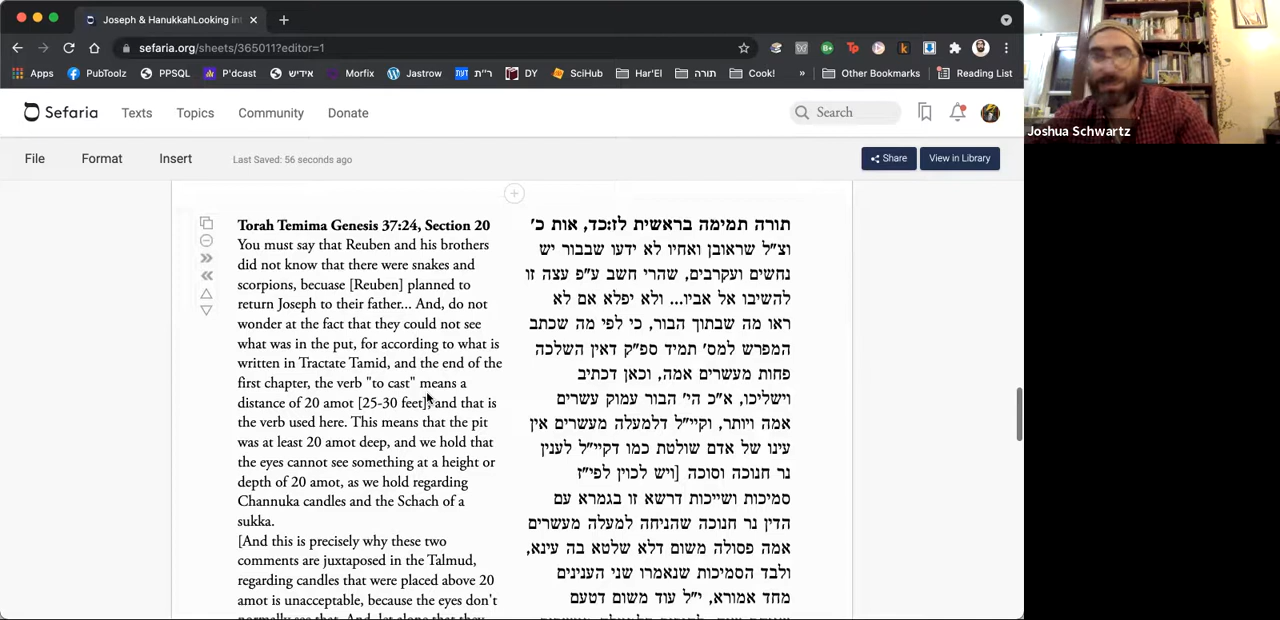 Joseph & HanukkahLooking in
sefaria.org/sheets/365011?editor=1
Apps
PubToolz
PPSQL
P'dcast
אידיש
Morfix
Jastrow
ר״ית
DY
SciHub
Har'El
תורה
Cook!
»
Other Bookmarks
Reading List
Sefaria
Texts
Topics
Community
Donate
Search
File
Format
Insert
Last Saved: 56 seconds ago
Share
View in Library
Joshua Schwartz
Torah Temima Genesis 37:24, Section 20
You must say that Reuben and his brothers
did not know that there were snakes and
scorpions, becuase [Reuben] planned to
return Joseph to their father... And, do not
wonder at the fact that they could not see
what was in the put, for according to what is
written in Tractate Tamid, and the end of the
first chapter, the verb "to cast" means a
distance of 20 amot [25-30 feet], and that is
the verb used here. This means that the pit
was at least 20 amot deep, and we hold that
the eyes cannot see something at a height or
depth of 20 amot, as we hold regarding
Channuka candles and the Schach of a
sukka.
[And this is precisely why these two
comments are juxtaposed in the Talmud,
regarding candles that were placed above 20
amot is unacceptable, because the eyes don't
normally see that. And, let alone that they
תורה תמימה בראשית לז:כד, אות כ׳
וצ״ל שראובן ואחיו לא ידעו שבבור יש
נחשים ועקרבים, שהרי חשב ע״פ עצה זו
להשיבו אל אביו... ולא יפלא אם לא
ראו מה שבתוך הבור, כי לפי מה שכתב
המפרש למס׳ תמיד ספ״ק דאין השלכה
פחות מעשרים אמה, וכאן דכתיב
וישליכו, א״כ הי׳ הבור עמוק עשרים
אמה ויותר, וקיי״ל דלמעלה מעשרים אין
עינו של אדם שולטת כמו דקיי״ל לענין
נר חנוכה וסוכה [ויש לכוין לפי״ז
סמיכות ושייכות דרשא זו בגמרא עם
הדין נר חנוכה שהניחה למעלה מעשרים
אמה פסולה משום דלא שלטא בה עינא,
ולבד הסמיכות שנאמרו שני הענינים
מחד אמורא, י״ל עוד משום דטעם